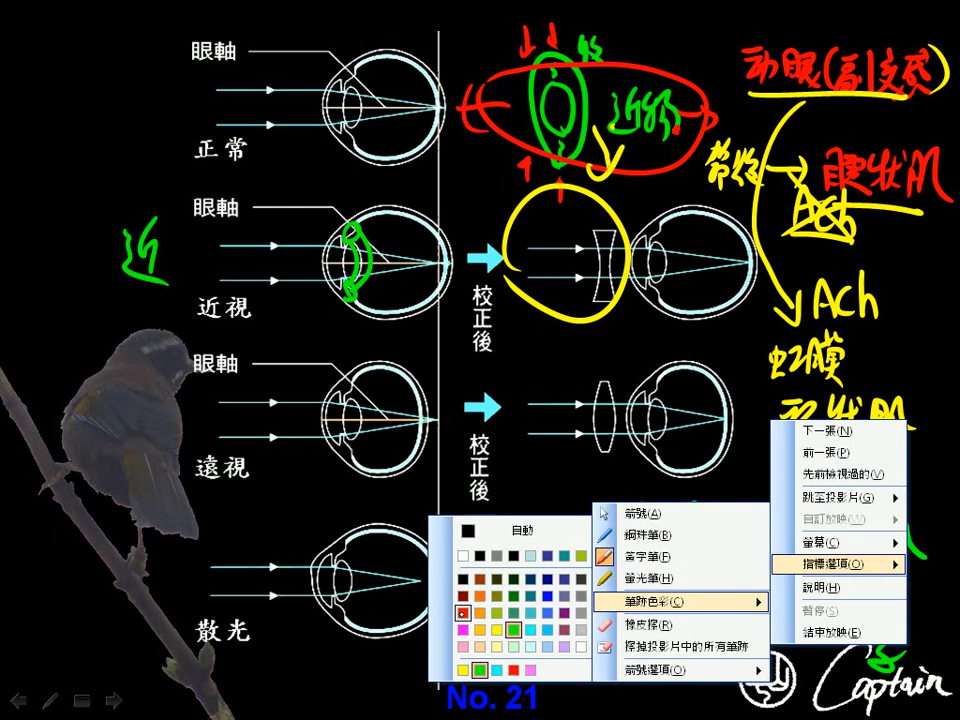 眼軸
正常
眼軸
近視
校正後
眼軸
遠視
校正後
散光
近
近視
动眼(副交感)
睫狀肌
Ach
Ach
虹膜
下一張(N)
前一張(P)
先前檢視過的(V)
跳至投影片(G)
自訂放映(W)
螢幕(C)
指標選項(O)
說明(H)
暫停(S)
結束放映(E)
箭號(A)
鋼珠筆(B)
簽字筆(F)
螢光筆(H)
筆跡色彩(C)
橡皮擦(R)
擦掉投影片中的所有筆跡
箭號選項(O)
自動
No. 21
Captain